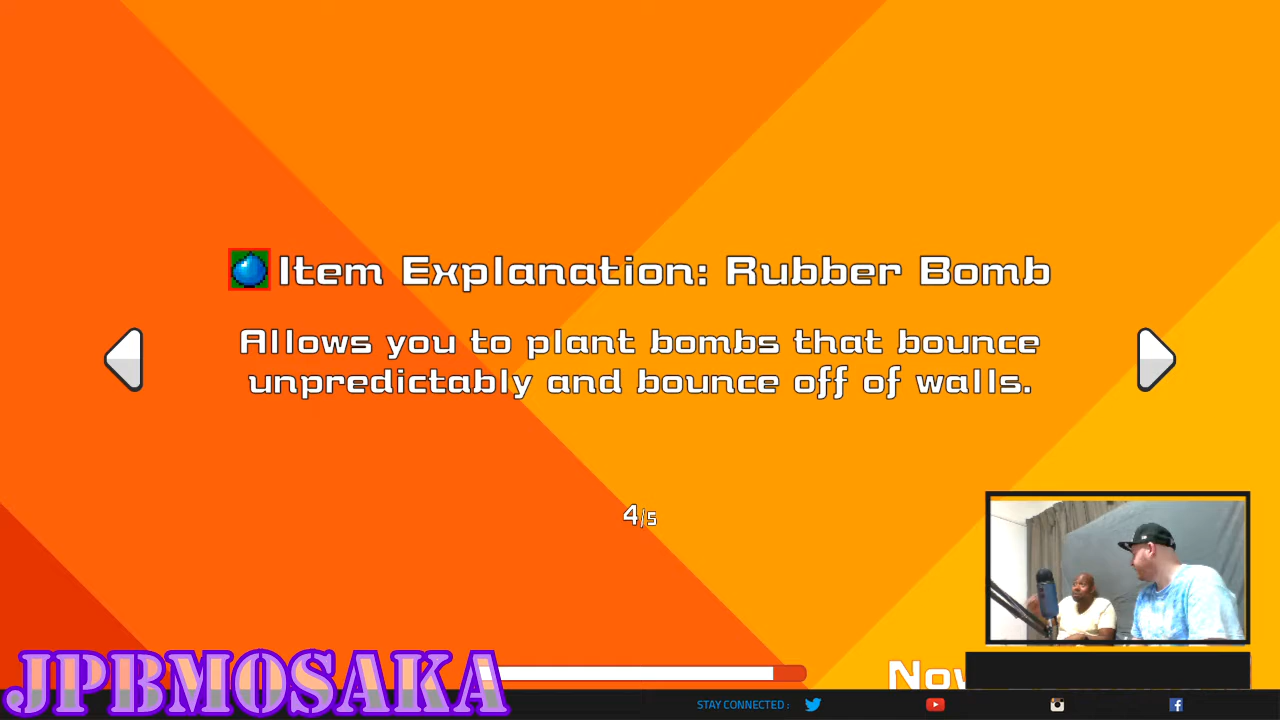 Item Explanation: Rubber Bomb
Allows you to plant bombs that bounce
unpredictably and bounce off of walls.
4/5
JPBMOSAKA
STAY CONNECTED :